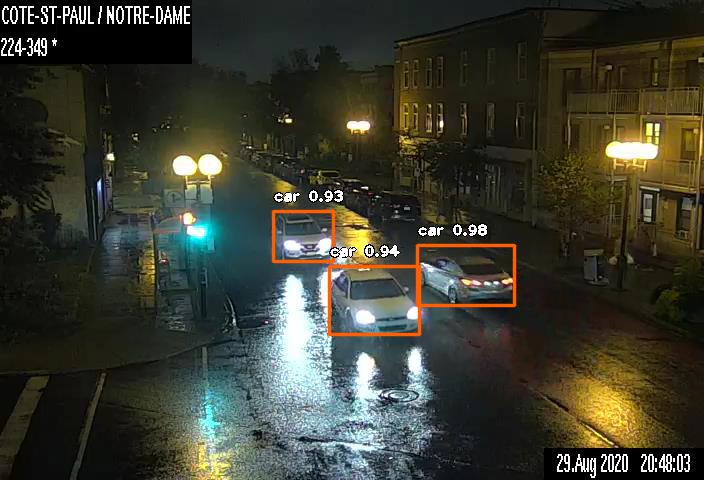 COTE-ST-PAUL / NOTRE-DAME
224-349 *
car 0.93
car 0.98
car 0.94
29.Aug 2020 20:48:03